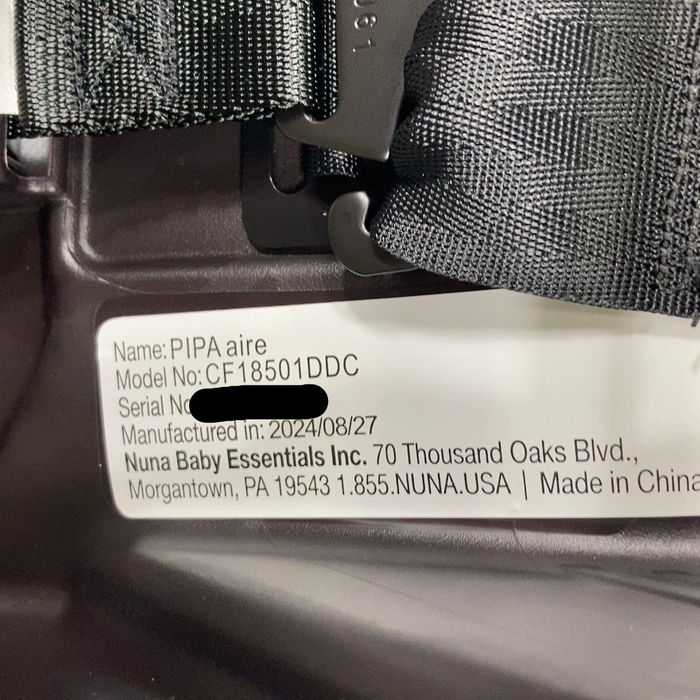 061
Name: PIPA aire
Model No: CF18501DDC
Serial No
Manufactured in: 2024/08/27
Nuna Baby Essentials Inc. 70 Thousand Oaks Blvd.,
Morgantown, PA 19543 1.855.NUNA.USA | Made in China